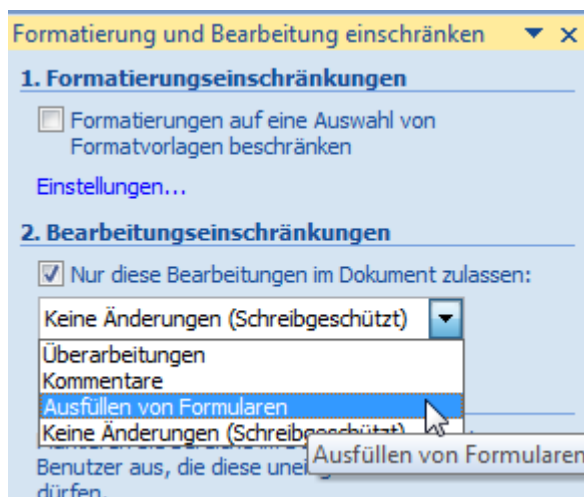 Formatierung und Bearbeitung einschränken
1. Formatierungseinschränkungen
Formatierungen auf eine Auswahl von
Formatvorlagen beschränken
Einstellungen...
2. Bearbeitungseinschränkungen
Nur diese Bearbeitungen im Dokument zulassen:
Keine Änderungen (Schreibgeschützt)
Überarbeitungen
Kommentare
Ausfüllen von Formularen
Keine Änderungen (Schreibgeschützt)
Ausfüllen von Formularen
Benutzer aus, die diese
dürfen.